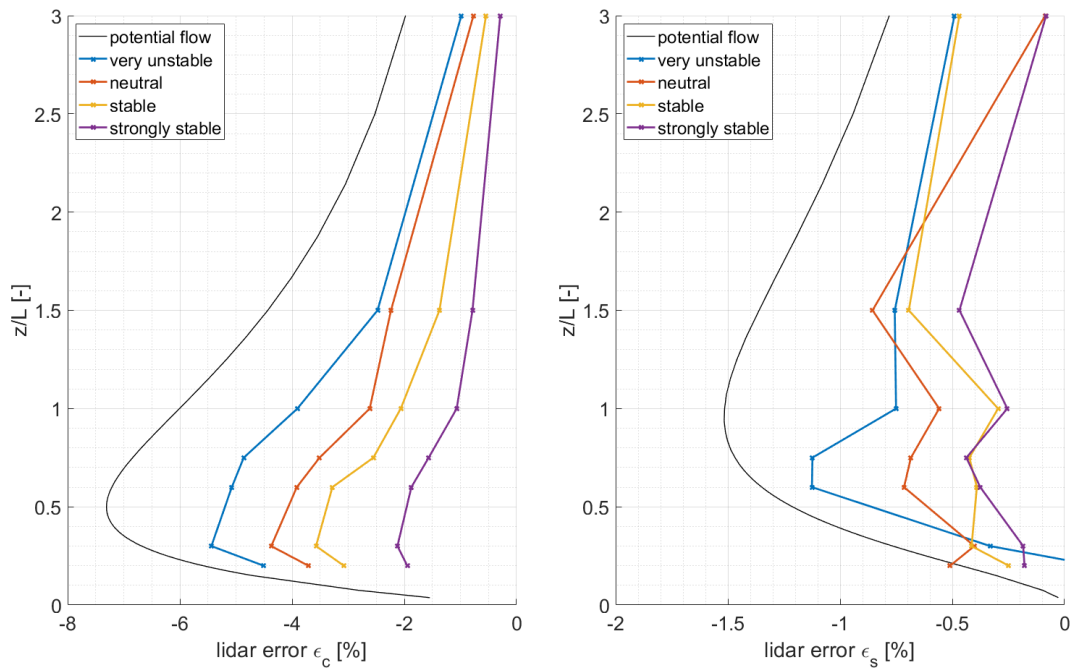 potential flow
very unstable
neutral
stable
strongly stable
3
2.5
2
1.5
1
0.5
0
z/L [-]
-8 -6 -4 -2 0
lidar error ϵc [%]
potential flow
very unstable
neutral
stable
strongly stable
3
2.5
2
1.5
1
0.5
0
z/L [-]
-2 -1.5 -1 -0.5 0
lidar error ϵs [%]